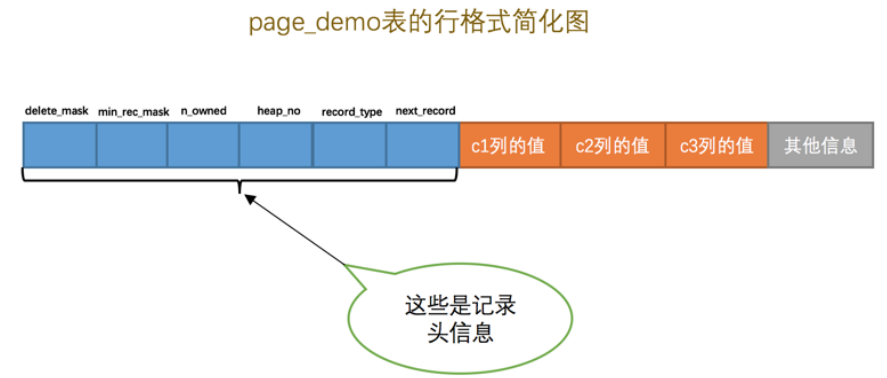 page_demo表的行格式简化图
delete_mask min_rec_mask n_owned heap_no record_type next_record
c1列的值 c2列的值 c3列的值 其他信息
这些是记录
头信息